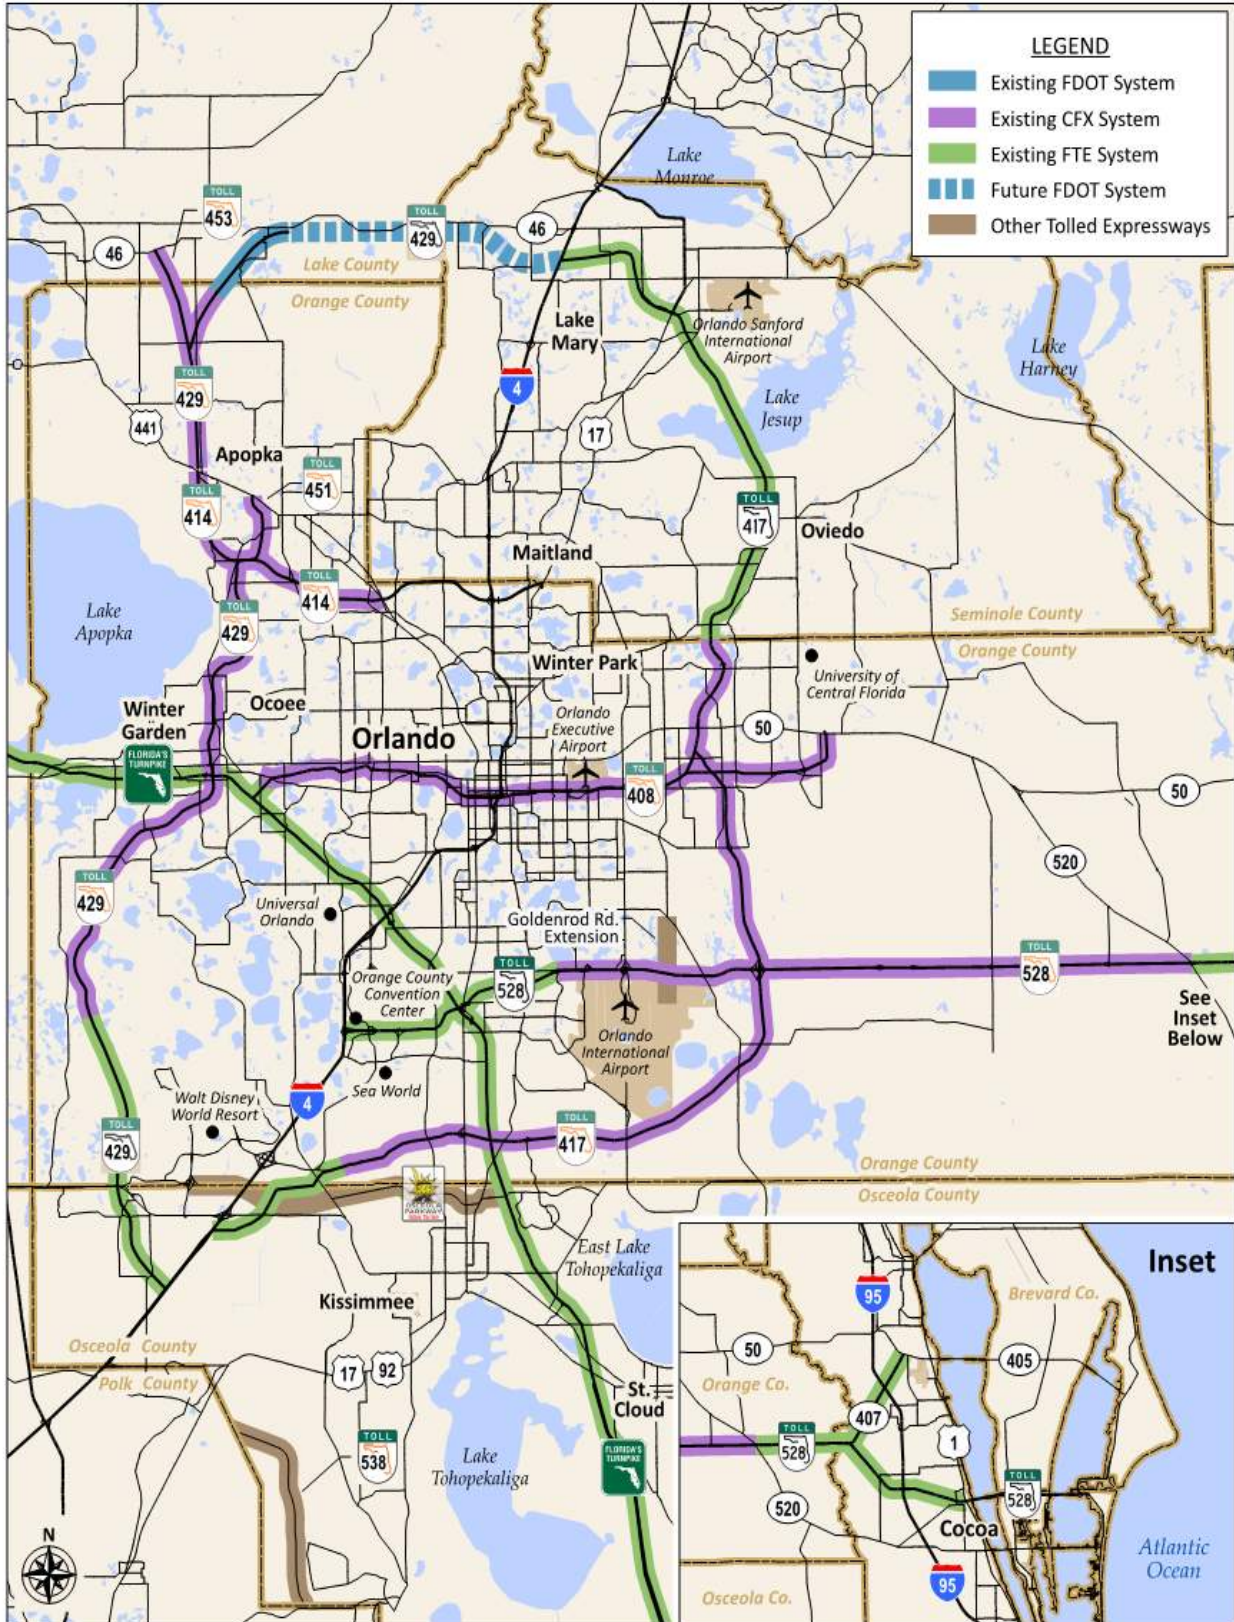 LEGEND
Existing FDOT System
Existing CFX System
Existing FTE System
Future FDOT System
Other Tolled Expressways
Lake
Monroe
TOLL
453
TOLL
429
46
46
Lake County
Orange County
Orlando Sanford
International
Airport
Lake
Mary
Lake
Harney
TOLL
429
4
Lake
Jesup
441
17
Apopka
TOLL
451
TOLL
414
TOLL
417
Oviedo
Maitland
TOLL
414
Lake
Apopka
TOLL
429
Seminole County
Orange County
Winter Park
University of
Central Florida
Ocoee
Winter
Garden
Orlando
Orlando
Executive
Airport
50
FLORIDA'S
TURNPIKE
TOLL
408
50
520
TOLL
429
Universal
Orlando
Goldenrod Rd.
Extension
TOLL
528
TOLL
528
Orange County
Convention
Center
See
Inset
Below
Orlando
International
Airport
Sea World
Walt Disney
World Resort
4
TOLL
429
TOLL
417
Orange County
Osceola County
OSCEOLA
PARKWAY
East Lake
Tohopekaliga
Kissimmee
Osceola County
Polk County
17
92
St.
Cloud
TOLL
538
FLORIDA'S
TURNPIKE
Lake
Tohopekaliga
N
Inset
95
Brevard Co.
50
405
Orange Co.
407
1
TOLL
528
TOLL
528
520
Cocoa
Atlantic
Ocean
95
Osceola Co.